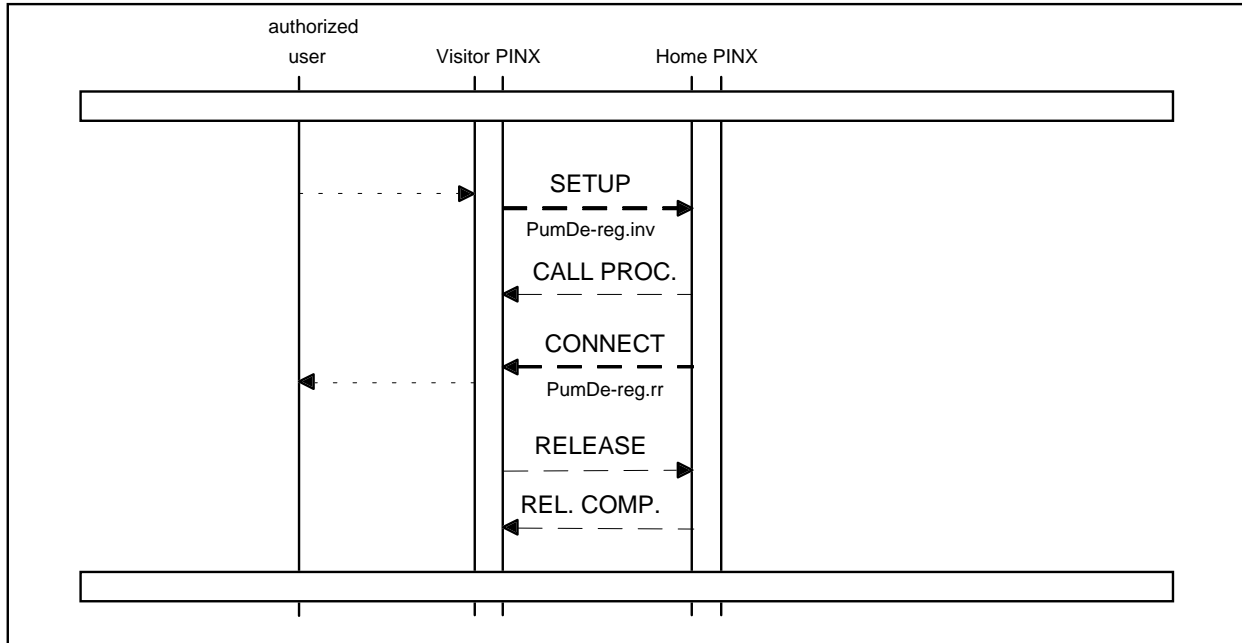 authorized
user
Visitor PINX
Home PINX
SETUP
PumDe-reg.inv
CALL PROC.
CONNECT
PumDe-reg.rr
RELEASE
REL. COMP.